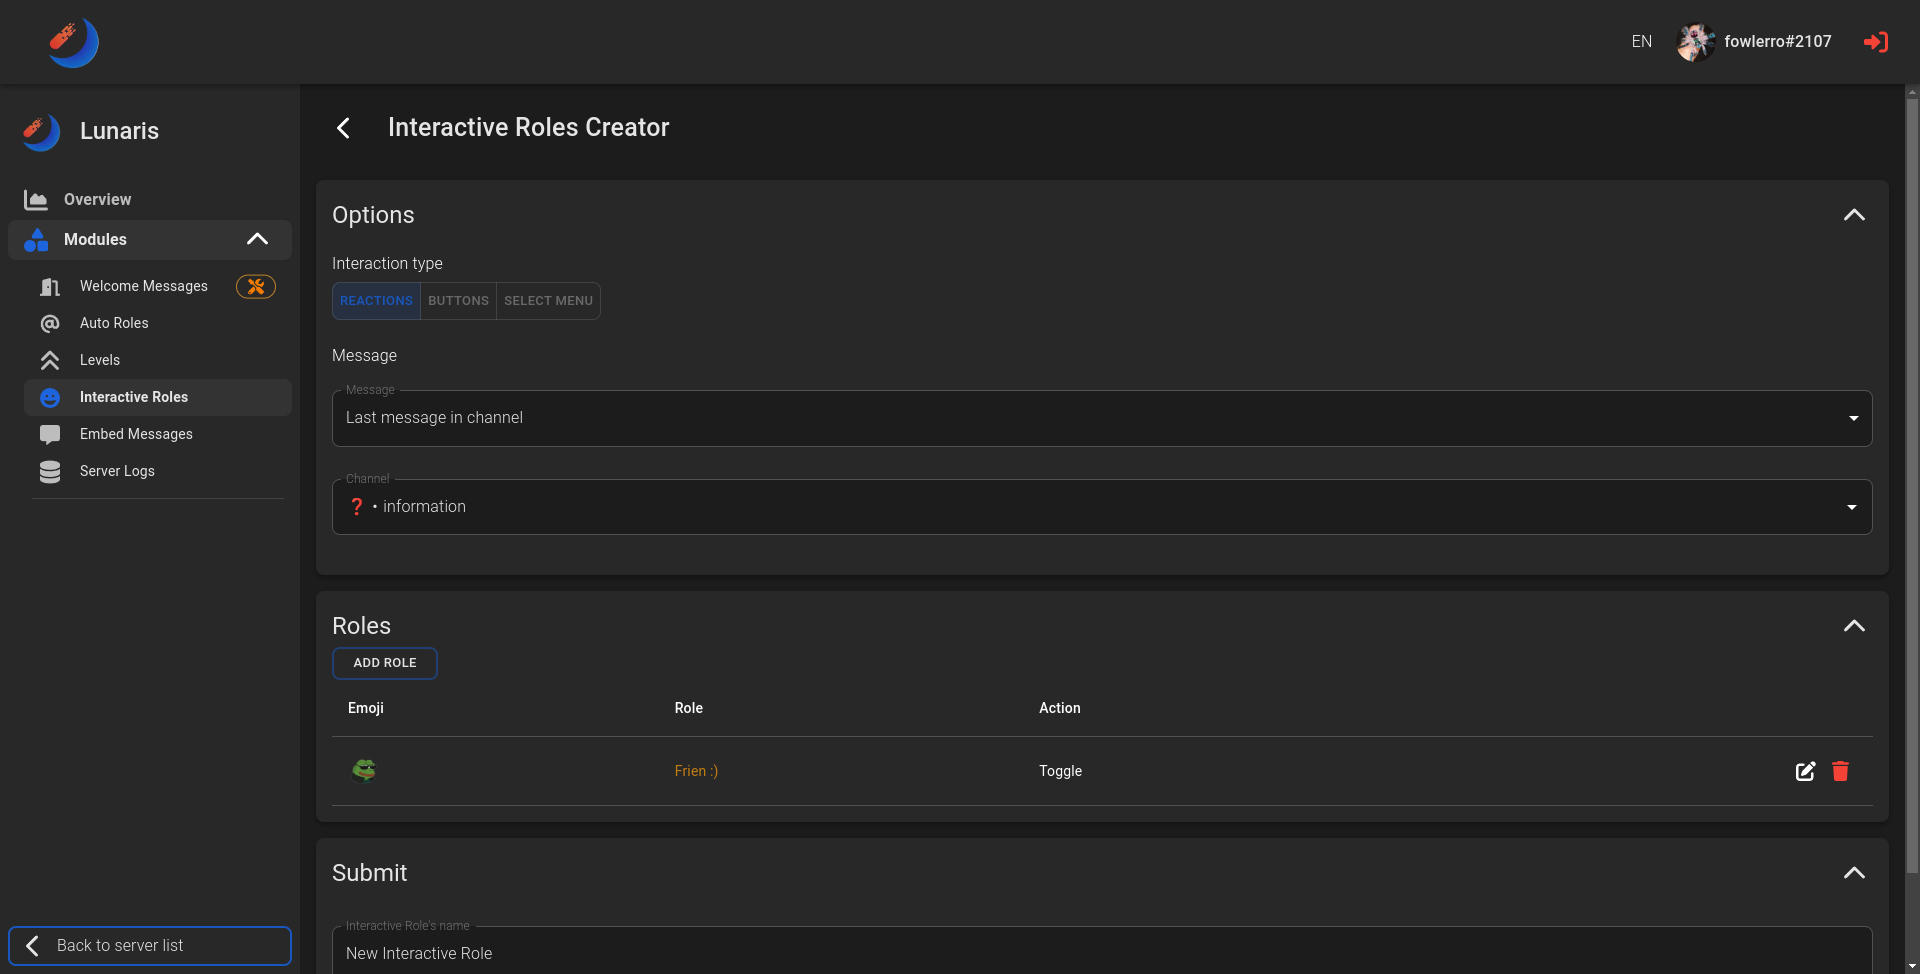 EN
fowlerro#2107
Lunaris
Overview
Modules
Welcome Messages
Auto Roles
Levels
Interactive Roles
Embed Messages
Server Logs
Back to server list
Interactive Roles Creator
Options
Interaction type
REACTIONS BUTTONS SELECT MENU
Message
Message
Last message in channel
Channel
❓ • information
Roles
ADD ROLE
Emoji Role Action
Frien :) Toggle
Submit
Interactive Role's name
New Interactive Role